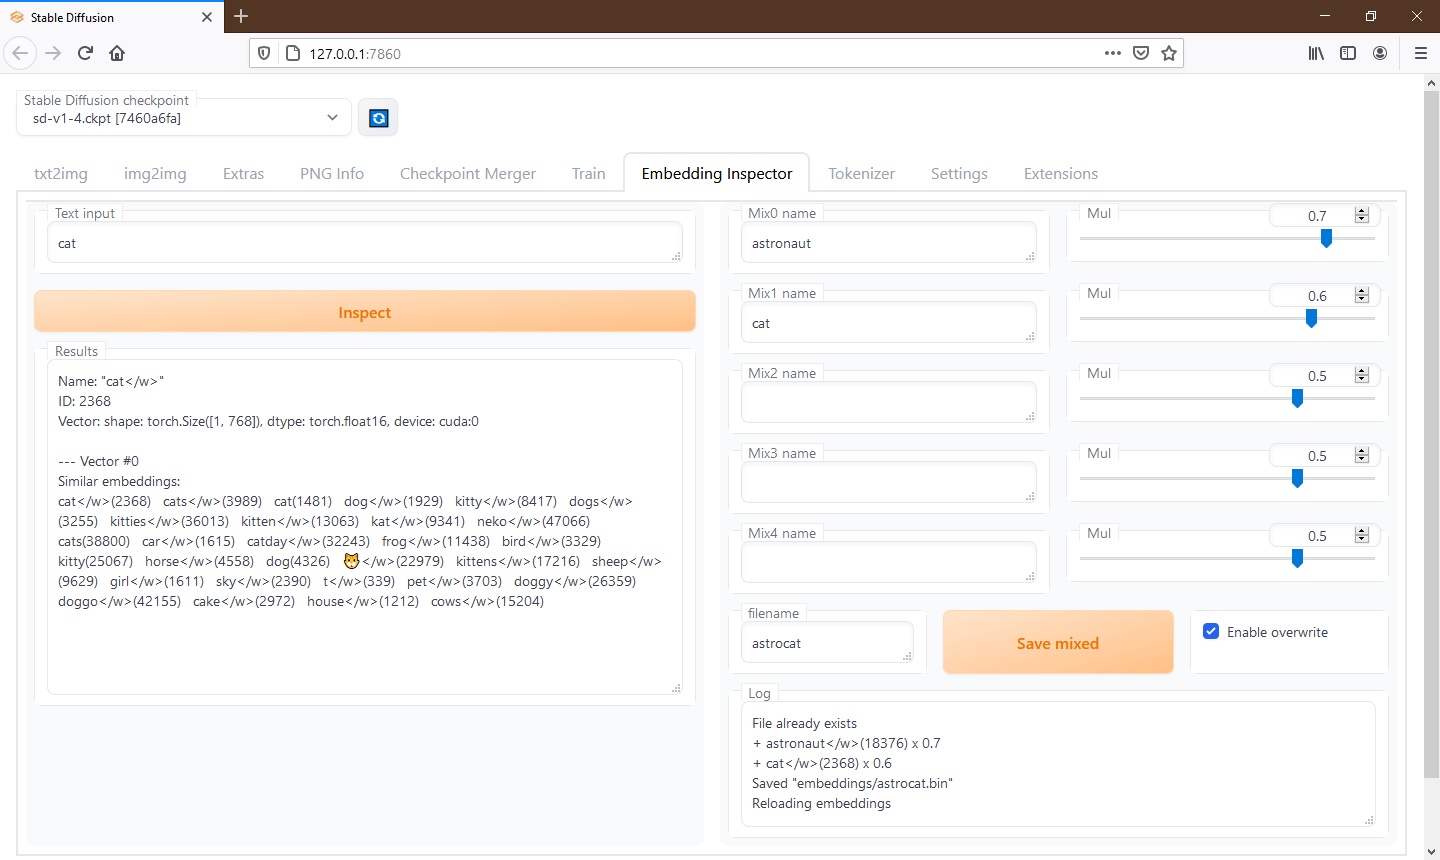 Stable Diffusion
127.0.0.1:7860
Stable Diffusion checkpoint
sd-v1-4.ckpt [7460a6fa]
txt2img img2img Extras PNG Info Checkpoint Merger Train Embedding Inspector Tokenizer Settings Extensions
Text input
cat
Inspect
Results
Name: "cat</w>"
ID: 2368
Vector: shape: torch.Size([1, 768]), dtype: torch.float16, device: cuda:0
--- Vector #0
Similar embeddings:
cat</w>(2368) cats</w>(3989) cat(1481) dog</w>(1929) kitty</w>(8417) dogs</w>
(3255) kitties</w>(36013) kitten</w>(13063) kat</w>(9341) neko</w>(47066)
cats(38800) car</w>(1615) catday</w>(32243) frog</w>(11438) bird</w>(3329)
kitty(25067) horse</w>(4558) dog(4326) 🐱</w>(22979) kittens</w>(17216) sheep</w>
(9629) girl</w>(1611) sky</w>(2390) t</w>(339) pet</w>(3703) doggy</w>(26359)
doggo</w>(42155) cake</w>(2972) house</w>(1212) cows</w>(15204)
Mix0 name
astronaut
Mul
0.7
Mix1 name
cat
Mul
0.6
Mix2 name
Mul
0.5
Mix3 name
Mul
0.5
Mix4 name
Mul
0.5
filename
astrocat
Save mixed
Enable overwrite
Log
File already exists
+ astronaut</w>(18376) x 0.7
+ cat</w>(2368) x 0.6
Saved "embeddings/astrocat.bin"
Reloading embeddings